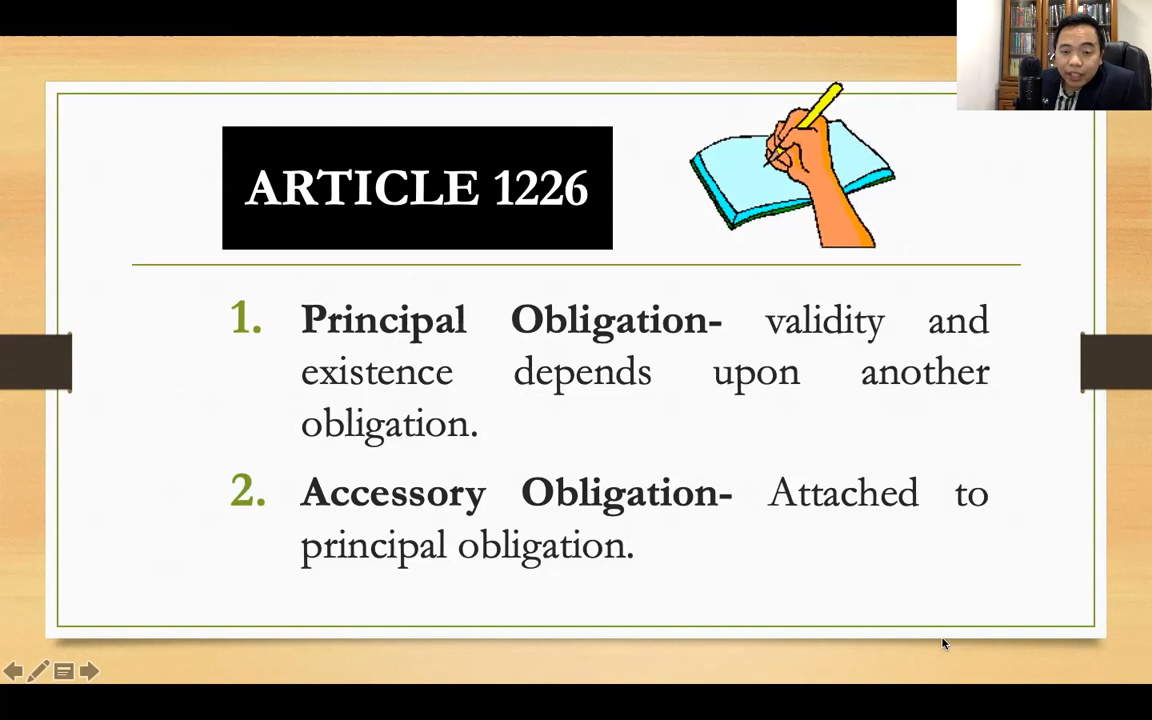 ARTICLE 1226
1. Principal Obligation- validity and
existence depends upon another
obligation.
2. Accessory Obligation- Attached to
principal obligation.